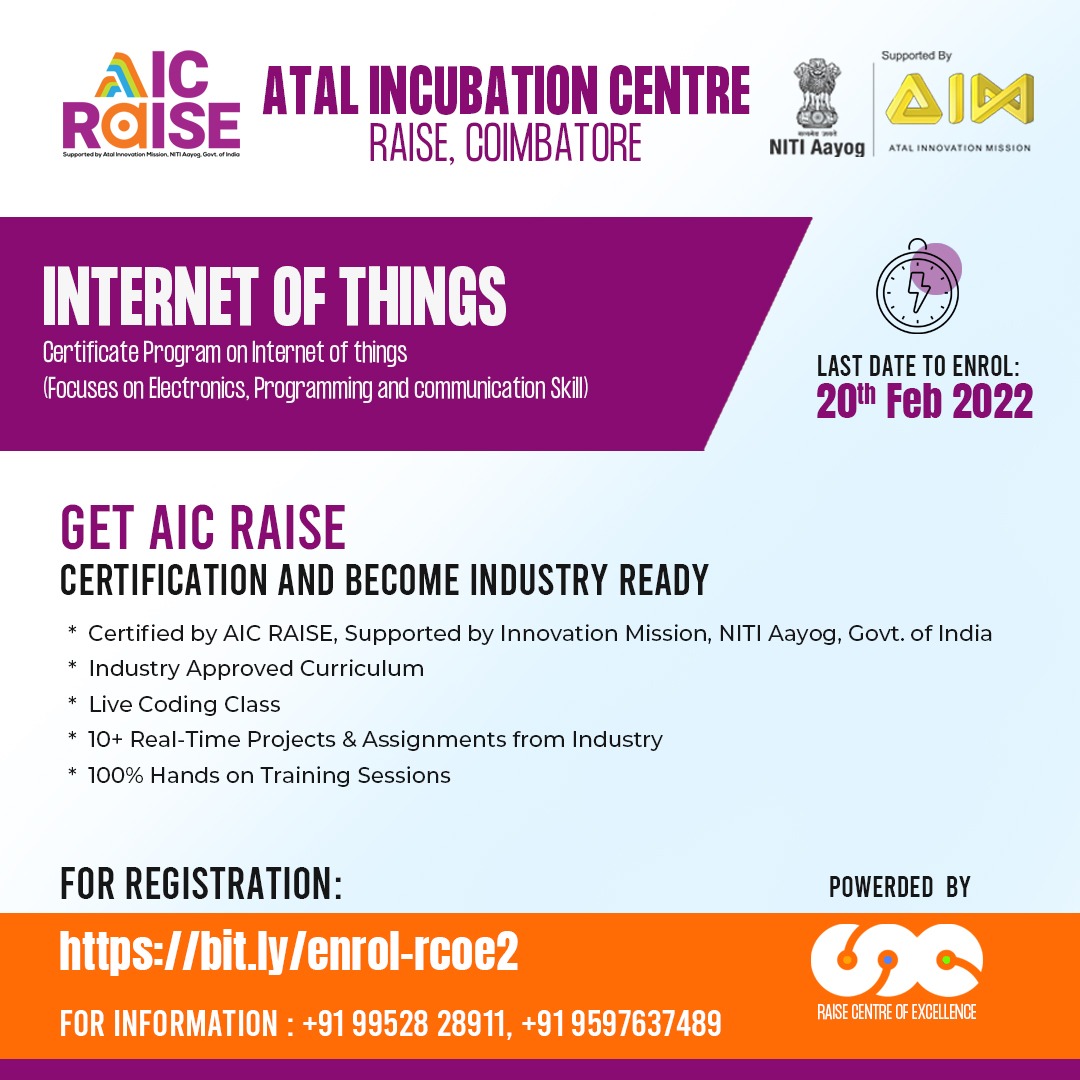 AIC
RAISE
Supported by Atal Innovation Mission, NITI Aayog, Govt. of India
ATAL INCUBATION CENTRE
RAISE, COIMBATORE
सत्यमेव जयते
NITI Aayog
Supported By
AIM
ATAL INNOVATION MISSION
INTERNET OF THINGS
Certificate Program on Internet of things
(Focuses on Electronics, Programming and communication Skill)
LAST DATE TO ENROL:
20th Feb 2022
GET AIC RAISE
CERTIFICATION AND BECOME INDUSTRY READY
* Certified by AIC RAISE, Supported by Innovation Mission, NITI Aayog, Govt. of India
* Industry Approved Curriculum
* Live Coding Class
* 10+ Real-Time Projects & Assignments from Industry
* 100% Hands on Training Sessions
FOR REGISTRATION:
https://bit.ly/enrol-rcoe2
FOR INFORMATION : +91 99528 28911, +91 9597637489
POWERDED BY
RAISE CENTRE OF EXCELLENCE